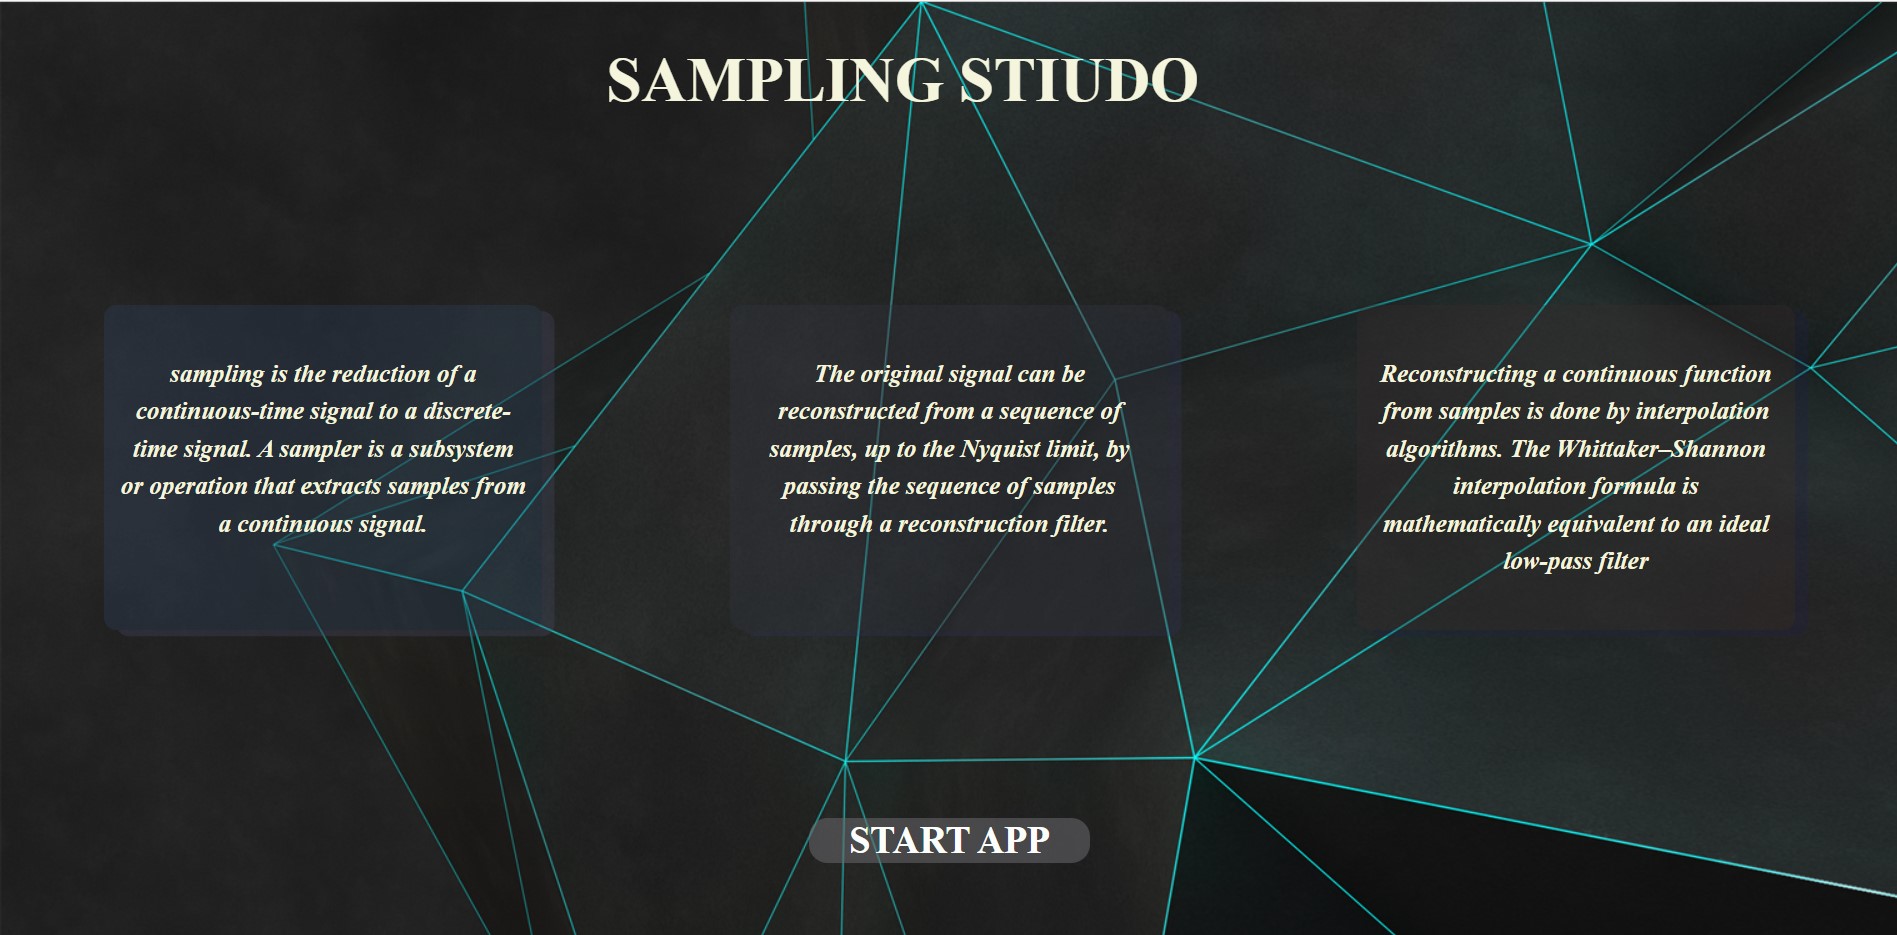 SAMPLING STIUDO
sampling is the reduction of a
continuous-time signal to a discrete-
time signal. A sampler is a subsystem
or operation that extracts samples from
a continuous signal.
The original signal can be
reconstructed from a sequence of
samples, up to the Nyquist limit, by
passing the sequence of samples
through a reconstruction filter.
Reconstructing a continuous function
from samples is done by interpolation
algorithms. The Whittaker–Shannon
interpolation formula is
mathematically equivalent to an ideal
low-pass filter
START APP